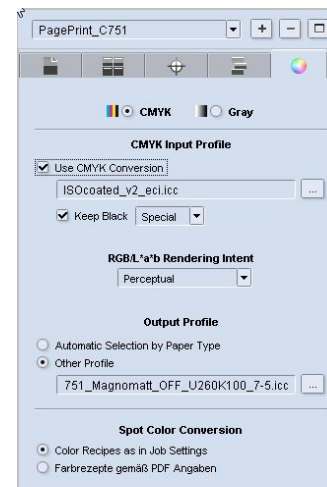 PagePrint_C751
CMYK Gray
CMYK Input Profile
Use CMYK Conversion
ISOcoated_v2_eci.icc ...
Keep Black Special
RGB/L*a*b Rendering Intent
Perceptual
Output Profile
Automatic Selection by Paper Type
Other Profile
751_Magnomatt_OFF_U260K100_7-5.icc ...
Spot Color Conversion
Color Recipes as in Job Settings
Farbrezepte gemäß PDF Angaben